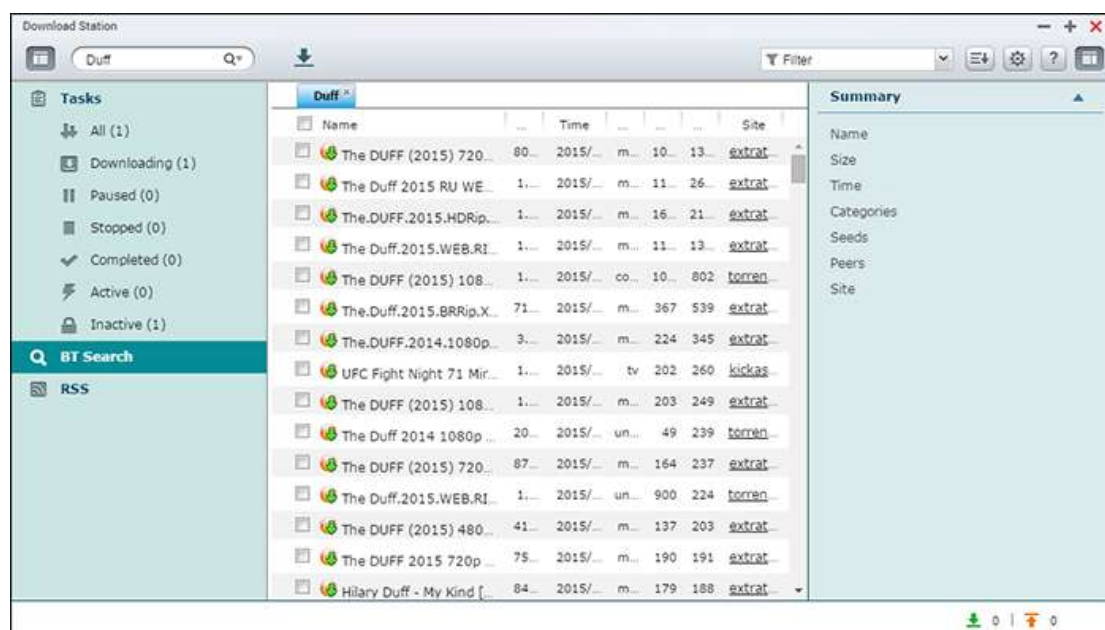 Download Station
Duff
Filter
Tasks
All (1)
Downloading (1)
Paused (0)
Stopped (0)
Completed (0)
Active (0)
Inactive (1)
BT Search
RSS
Duff
Name ... Time ... ... ... Site
The DUFF (2015) 720... 80... 2015/... m... 10... 13... extrat...
The Duff 2015 RU WE... 1.... 2015/... m... 11... 26... extrat...
The.DUFF.2015.HDRip.... 1.... 2015/... m... 16... 21... extrat...
The Duff.2015.WEB.RI... 1.... 2015/... m... 11... 13... extrat...
The DUFF (2015) 108... 1.... 2015/... co... 10... 802 torren...
The.Duff.2015.BRRip.X... 71... 2015/... m... 367 539 extrat...
The.DUFF.2014.1080p... 3.... 2015/... m... 224 345 extrat...
UFC Fight Night 71 Mir... 1.... 2015/... tv 202 260 kickas...
The DUFF (2015) 108... 1.... 2015/... m... 203 249 extrat...
The Duff 2014 1080p ... 20... 2015/... un... 49 239 torren...
The DUFF (2015) 720... 87... 2015/... m... 164 237 extrat...
The Duff.2015.WEB.RI... 1.... 2015/... un... 900 224 torren...
The DUFF (2015) 480... 41... 2015/... m... 137 203 extrat...
The DUFF 2015 720p ... 75... 2015/... m... 190 191 extrat...
Hilary Duff - My Kind [... 84... 2015/... m... 179 188 extrat...
Summary
Name
Size
Time
Categories
Seeds
Peers
Site
0 | 0